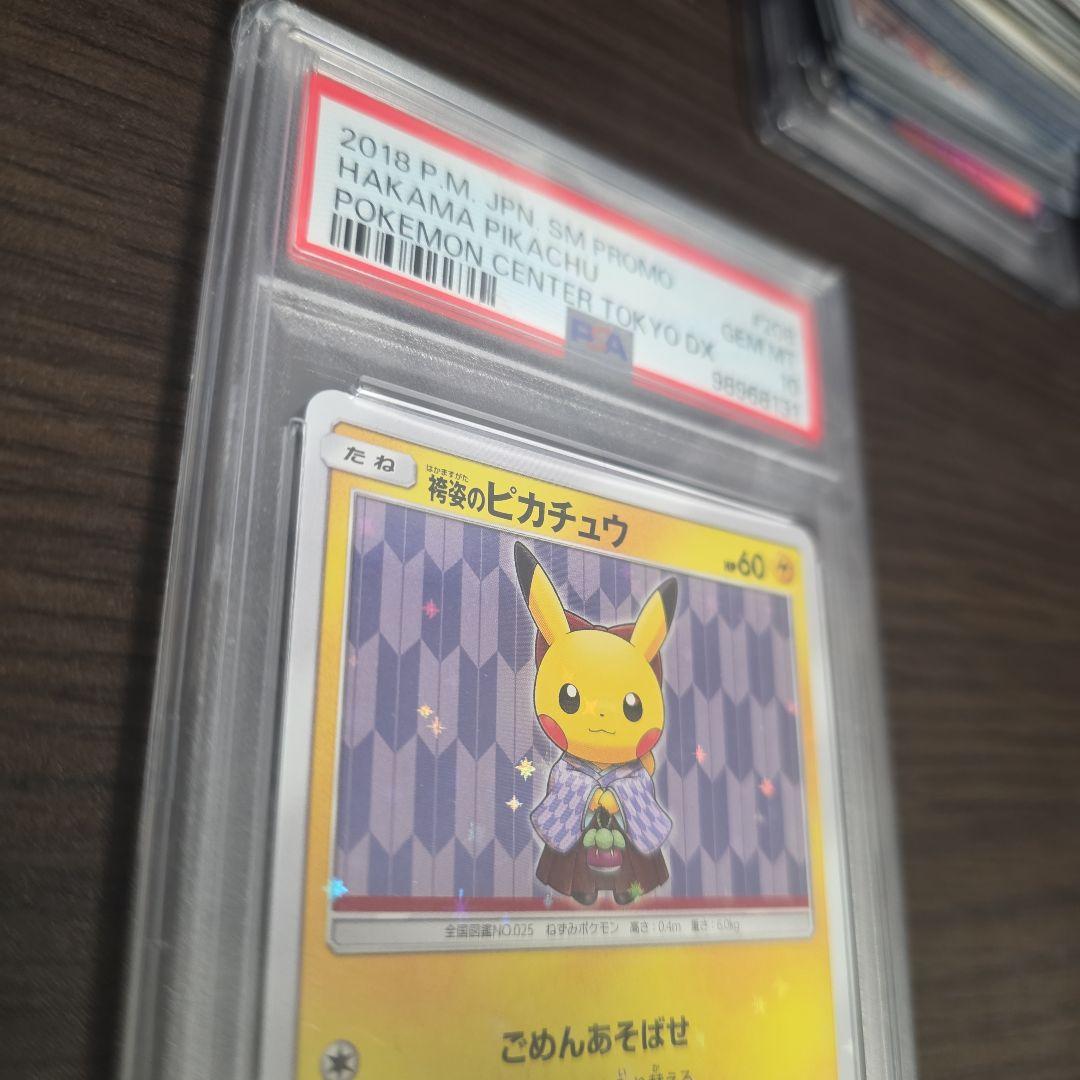 2018 P.M. JPN. SM PROMO #208
HAKAMA PIKACHU GEM MT
POKEMON CENTER TOKYO DX 10
98968131
PSA
たね
はかますがた
袴姿のピカチュウ
HP60
全国図鑑NO.025 ねずみポケモン 高さ:0.4m 重さ:6.0kg
ごめんあそばせ